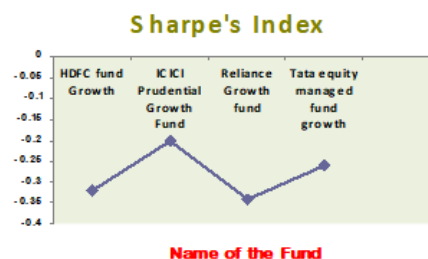 Sharpe's Index
0
-0.05
-0.1
-0.15
-0.2
-0.25
-0.3
-0.35
-0.4
HDFC fund
Growth
ICICI
Prudential
Growth
Fund
Reliance
Growth
fund
Tata equity
managed
fund
growth
Name of the Fund